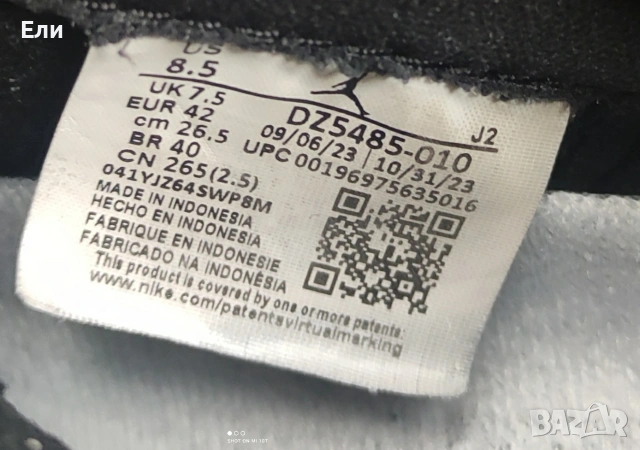 Ели
US
8.5
UK 7.5
EUR 42
cm 26.5
BR 40
CN 265(2.5)
041YJZ64SWP8M
DZ5485-010
J2
09/06/23 | 10/31/23
UPC 00196975635016
MADE IN INDONESIA
HECHO EN INDONESIA
FABRIQUE EN INDONESIE
FABRICADO NA INDONÉSIA
This product is covered by one or more patents:
www.nike.com/patentsvirtualmarking
BAZAR